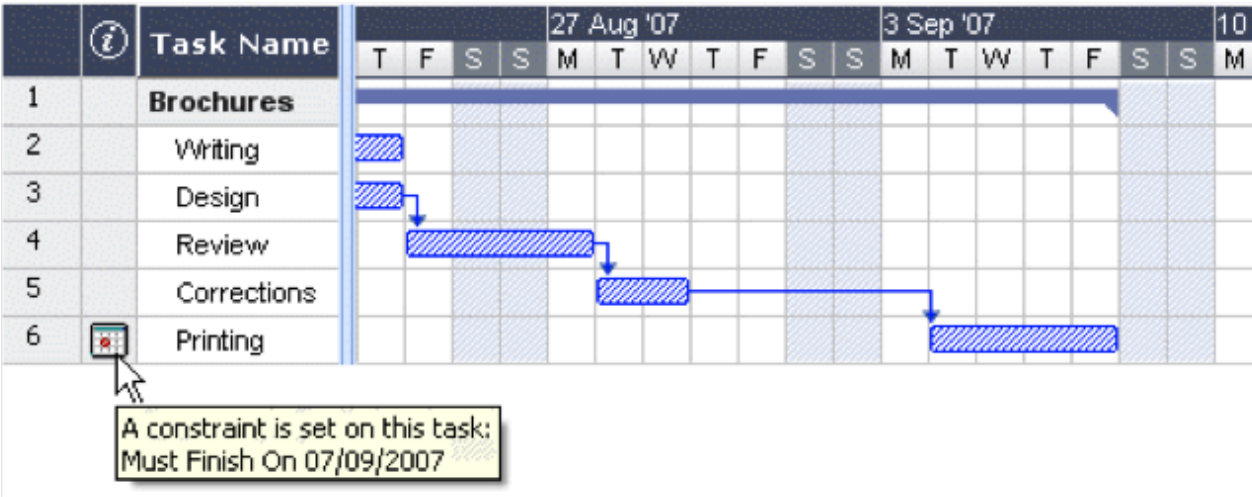 Task Name 27 Aug '07 3 Sep '07 10
T F S S M T W T F S S M T W T F S S M
1 Brochures
2 Writing
3 Design
4 Review
5 Corrections
6 Printing
A constraint is set on this task:
Must Finish On 07/09/2007